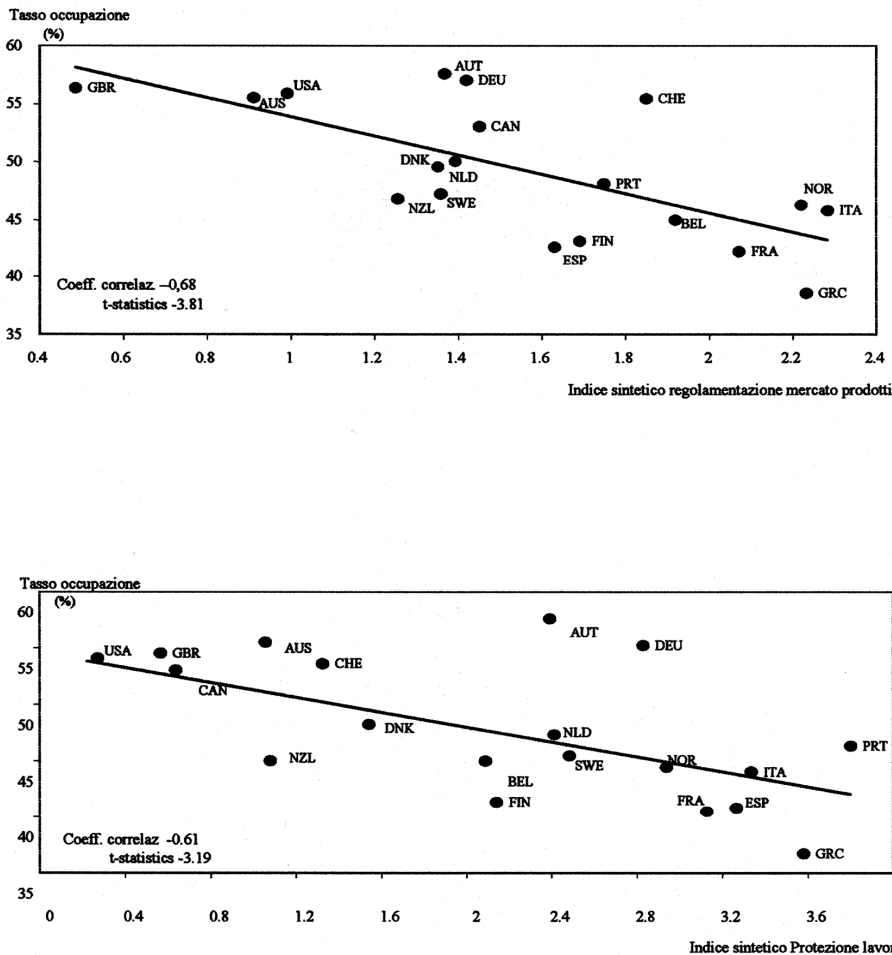 Tasso occupazione
(%)
60
55
50
45
40
35
GBR
AUS
USA
AUT
DEU
CAN
CHE
DNK
NLD
NZL
SWE
PRT
BEL
FIN
ESP
NOR
ITA
FRA
GRC
Coeff. correlaz. –0,68
t-statistics -3.81
0.4 0.6 0.8 1 1.2 1.4 1.6 1.8 2 2.2 2.4
Indice sintetico regolamentazione mercato prodotti
Tasso occupazione
(%)
60
55
50
45
40
35
USA
GBR
CAN
AUS
CHE
NZL
DNK
AUT
DEU
NLD
SWE
BEL
FIN
NOR
ITA
PRT
FRA
ESP
GRC
Coeff. correlaz -0.61
t-statistics -3.19
0 0.4 0.8 1.2 1.6 2 2.4 2.8 3.2 3.6
Indice sintetico Protezione lavor